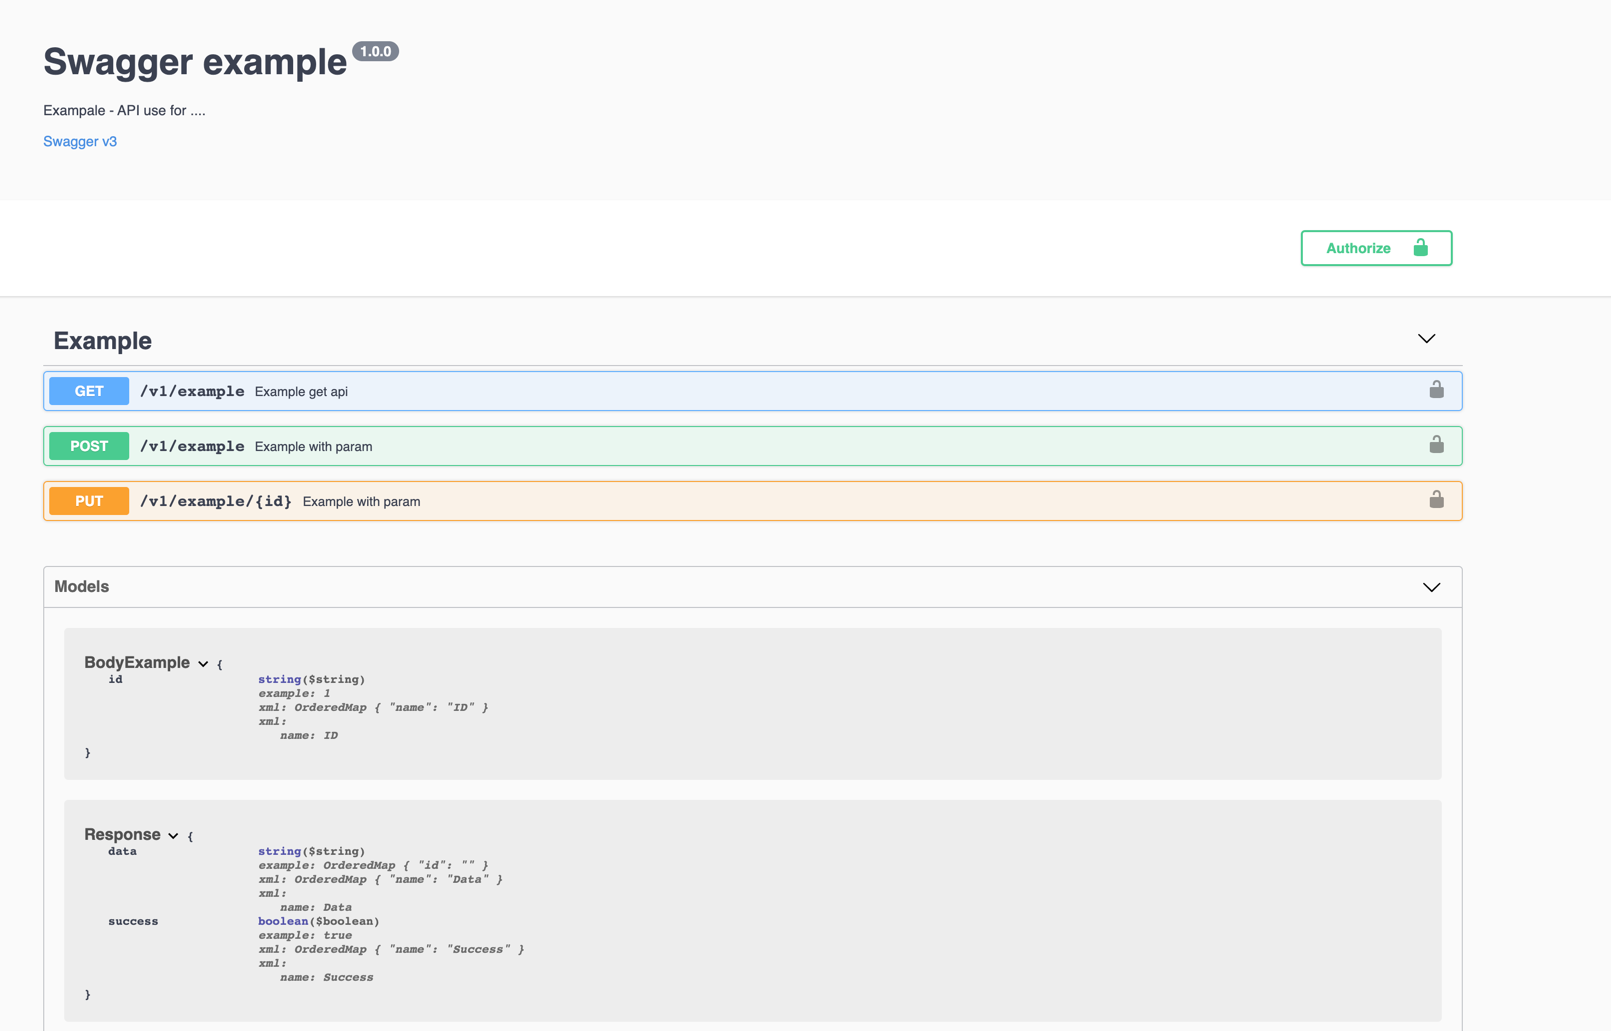 Swagger example 1.0.0
Exampale - API use for ....
Swagger v3
Authorize
Example
GET /v1/example Example get api
POST /v1/example Example with param
PUT /v1/example/{id} Example with param
Models
BodyExample {
id string($string)
example: 1
xml: OrderedMap { "name": "ID" }
xml:
name: ID
}
Response {
data string($string)
example: OrderedMap { "id": "" }
xml: OrderedMap { "name": "Data" }
xml:
name: Data
success boolean($boolean)
example: true
xml: OrderedMap { "name": "Success" }
xml:
name: Success
}